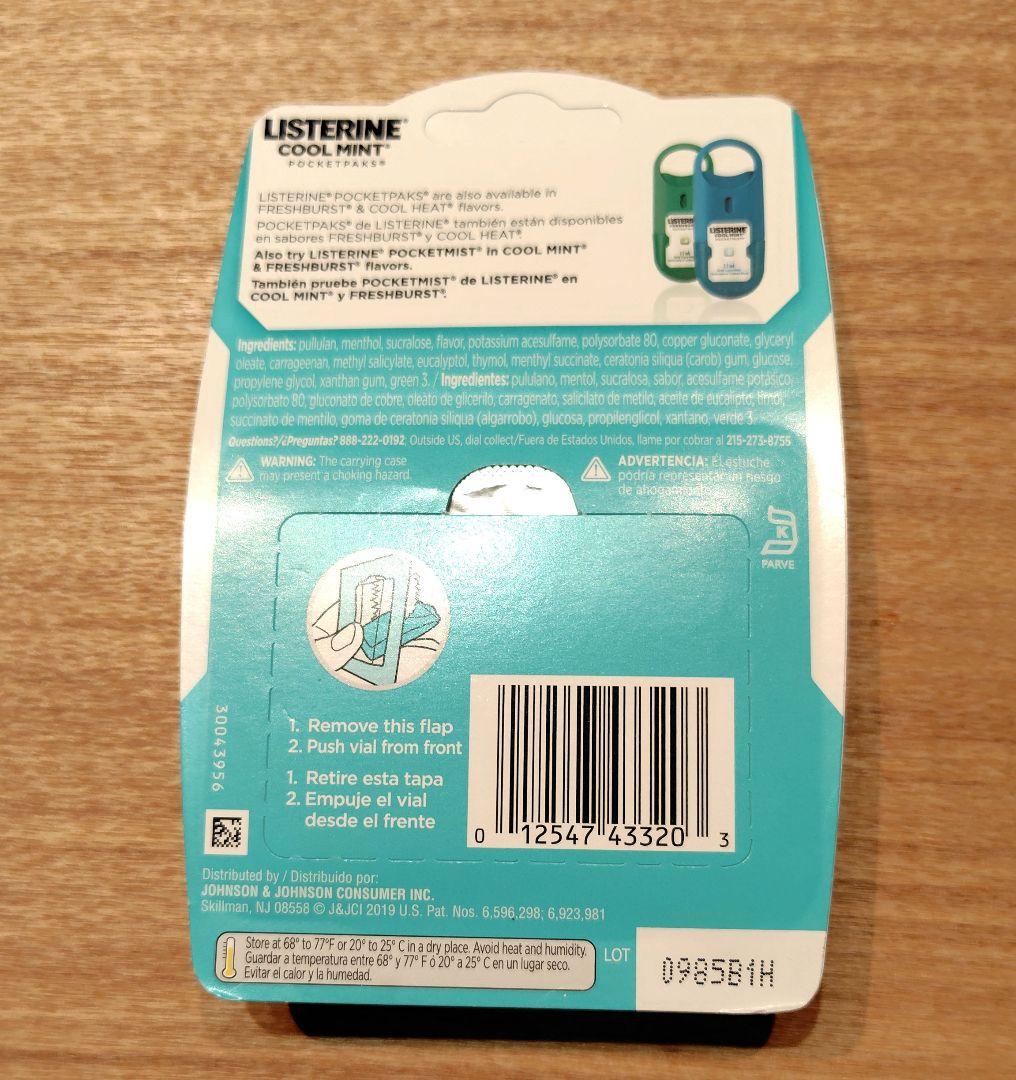 LISTERINE®
COOL MINT®
POCKETPAKS®
LISTERINE® POCKETPAKS® are also available in
FRESHBURST® & COOL HEAT® flavors.
POCKETPAKS® de LISTERINE® también están disponibles
en sabores FRESHBURST® y COOL HEAT®.
Also try LISTERINE® POCKETMIST® in COOL MINT®
& FRESHBURST® flavors.
También pruebe POCKETMIST® de LISTERINE® en
COOL MINT® y FRESHBURST®.
LISTERINE
LISTERINE
COOL MINT
Ingredients: pullulan, menthol, sucralose, flavor, potassium acesulfame, polysorbate 80, copper gluconate, glyceryl
oleate, carrageenan, methyl salicylate, eucalyptol, thymol, menthyl succinate, ceratonia siliqua (carob) gum, glucose,
propylene glycol, xanthan gum, green 3. / Ingredientes: pululano, mentol, sucralosa, sabor, acesulfame potásico,
polysorbato 80, gluconato de cobre, oleato de glicerilo, carragenato, salicilato de metilo, aceite de eucalipto, timol,
succinato de mentilo, goma de ceratonia siliqua (algarrobo), glucosa, propilenglicol, xantano, verde 3.
Questions?/¿Preguntas? 888-222-0192; Outside US, dial collect/Fuera de Estados Unidos, llame por cobrar al 215-273-8755
WARNING: The carrying case
may present a choking hazard.
ADVERTENCIA: El estuche
podría representar un riesgo
de ahogamiento.
K
PARVE
1. Remove this flap
2. Push vial from front
1. Retire esta tapa
2. Empuje el vial
desde el frente
30043956
0 12547 43320 3
Distributed by / Distribuido por:
JOHNSON & JOHNSON CONSUMER INC.
Skillman, NJ 08558 © J&JCI 2019 U.S. Pat. Nos. 6,596,298; 6,923,981
Store at 68° to 77°F or 20° to 25° C in a dry place. Avoid heat and humidity.
Guardar a temperatura entre 68° y 77° F ó 20° a 25° C en un lugar seco.
Evitar el calor y la humedad.
LOT
0985B1H